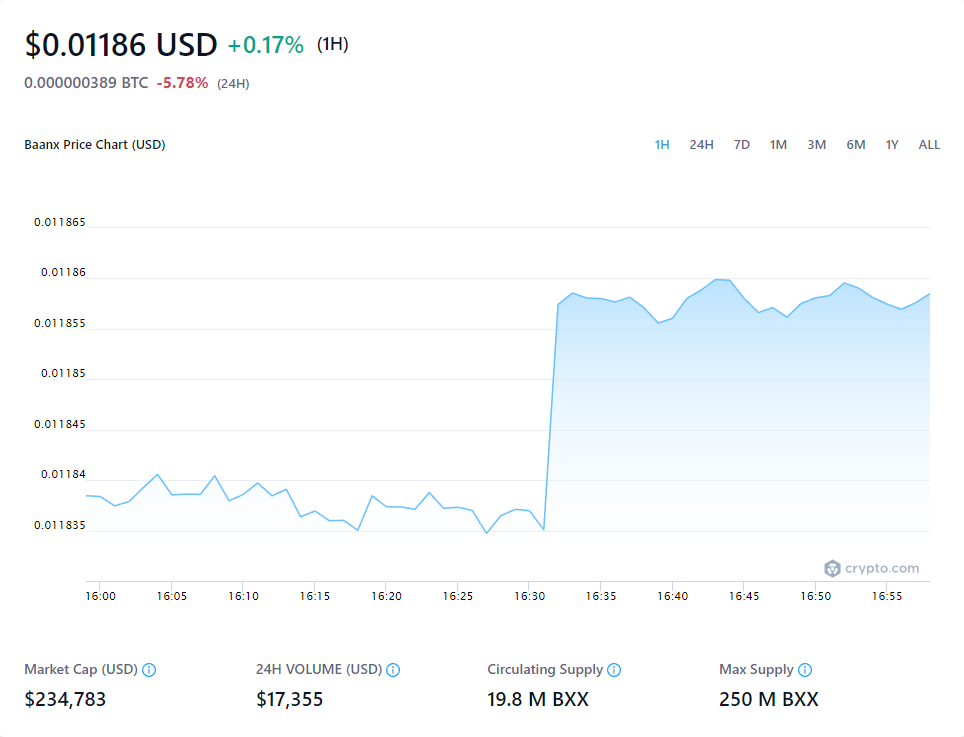 $0.01186 USD +0.17% (1H)
0.000000389 BTC -5.78% (24H)
Baanx Price Chart (USD) 1H 24H 7D 1M 3M 6M 1Y ALL
0.011865
0.01186
0.011855
0.01185
0.011845
0.01184
0.011835
crypto.com
16:00 16:05 16:10 16:15 16:20 16:25 16:30 16:35 16:40 16:45 16:50 16:55
Market Cap (USD) 24H VOLUME (USD) Circulating Supply Max Supply
$234,783 $17,355 19.8 M BXX 250 M BXX